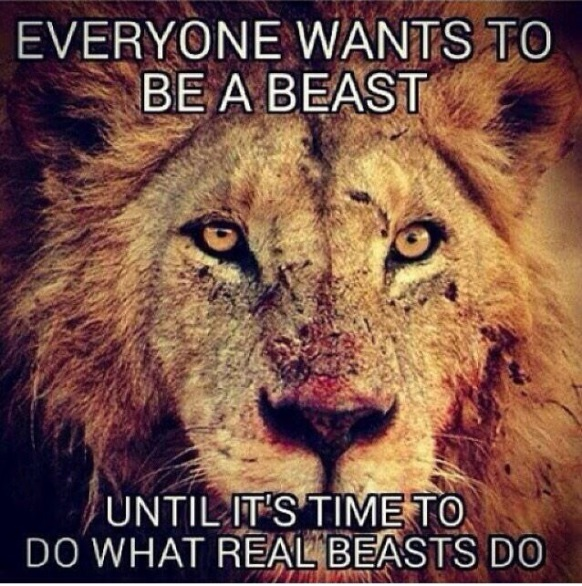 EVERYONE WANTS TO
BE A BEAST
UNTIL IT'S TIME TO
DO WHAT REAL BEASTS DO